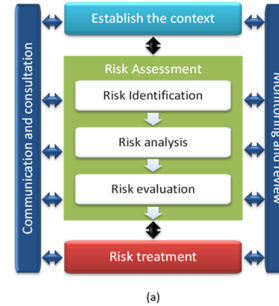 Establish the context
Risk Assessment
Risk Identification
Risk analysis
Risk evaluation
Risk treatment
Communication and consultation
Monitoring and review
(a)